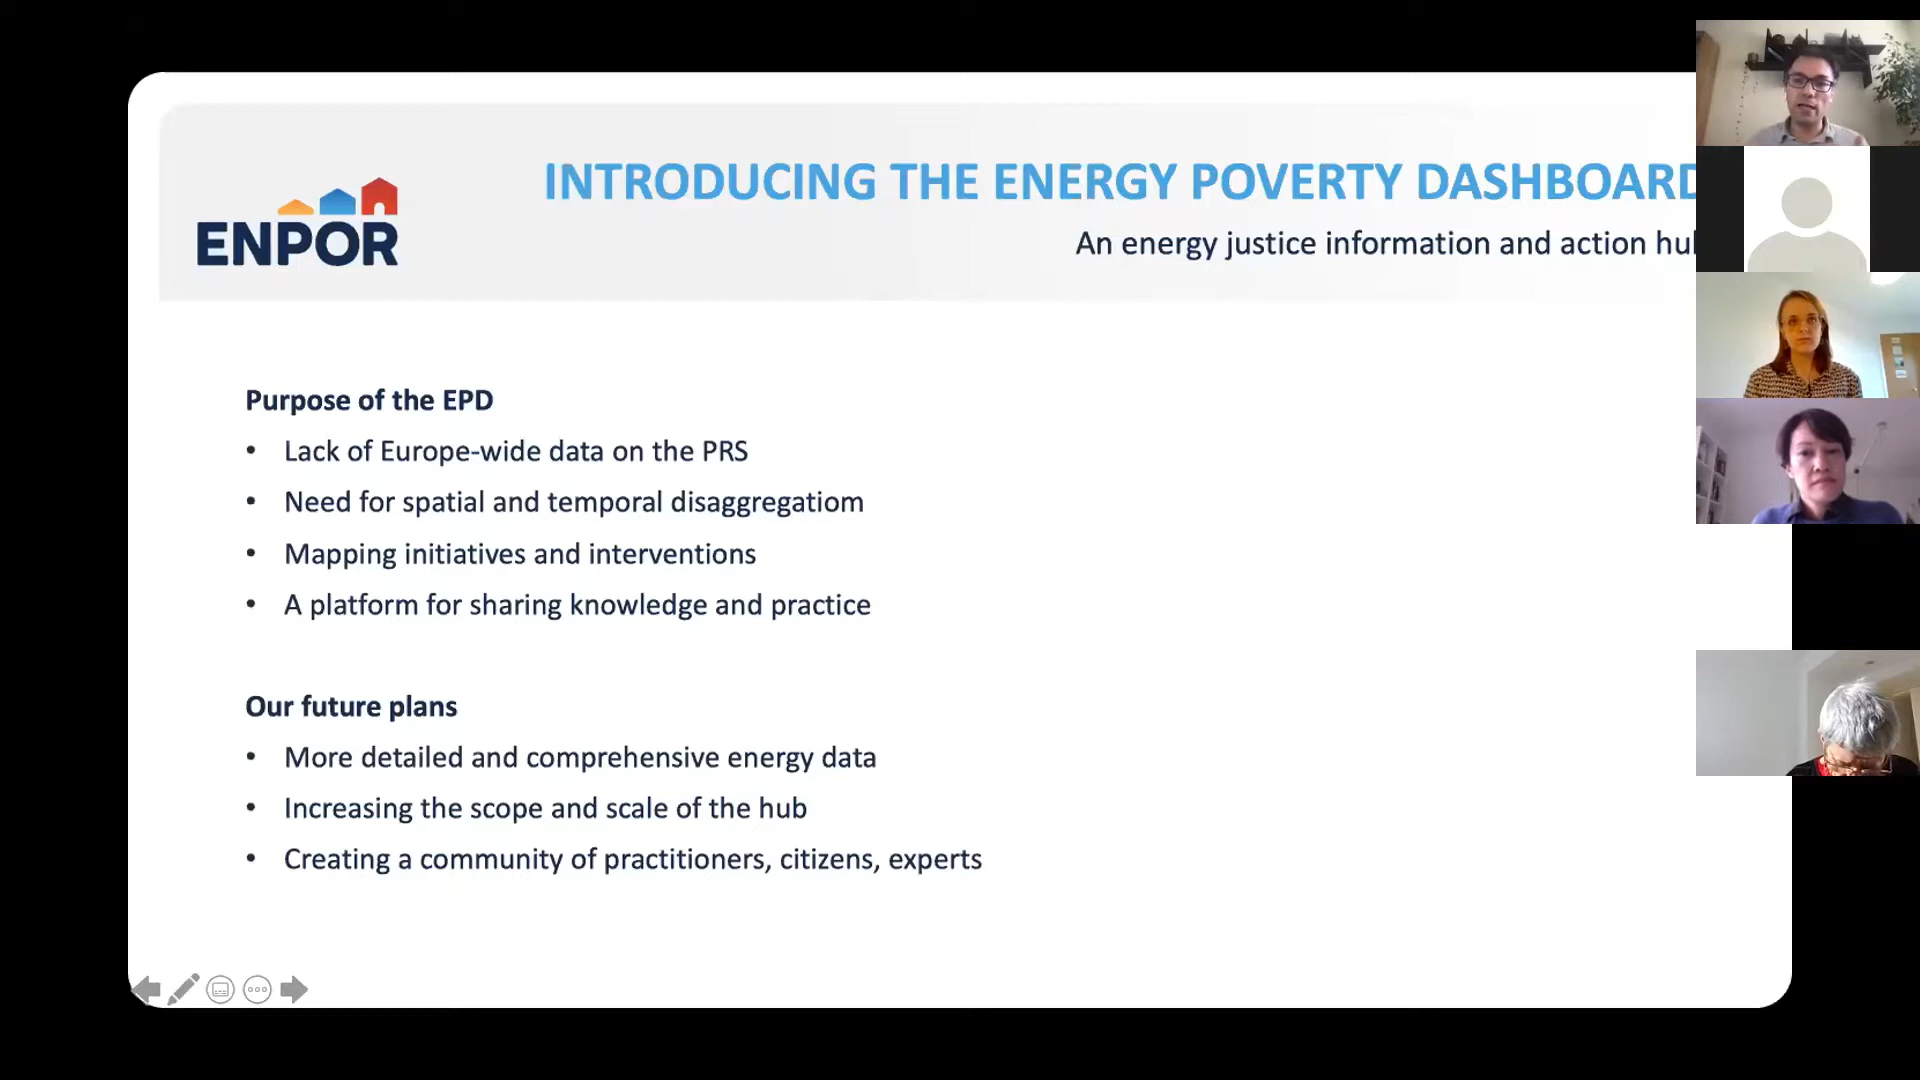 INTRODUCING THE ENERGY POVERTY DASHBOARD
An energy justice information and action hu
ENPOR
Purpose of the EPD
• Lack of Europe-wide data on the PRS
• Need for spatial and temporal disaggregatiom
• Mapping initiatives and interventions
• A platform for sharing knowledge and practice
Our future plans
• More detailed and comprehensive energy data
• Increasing the scope and scale of the hub
• Creating a community of practitioners, citizens, experts